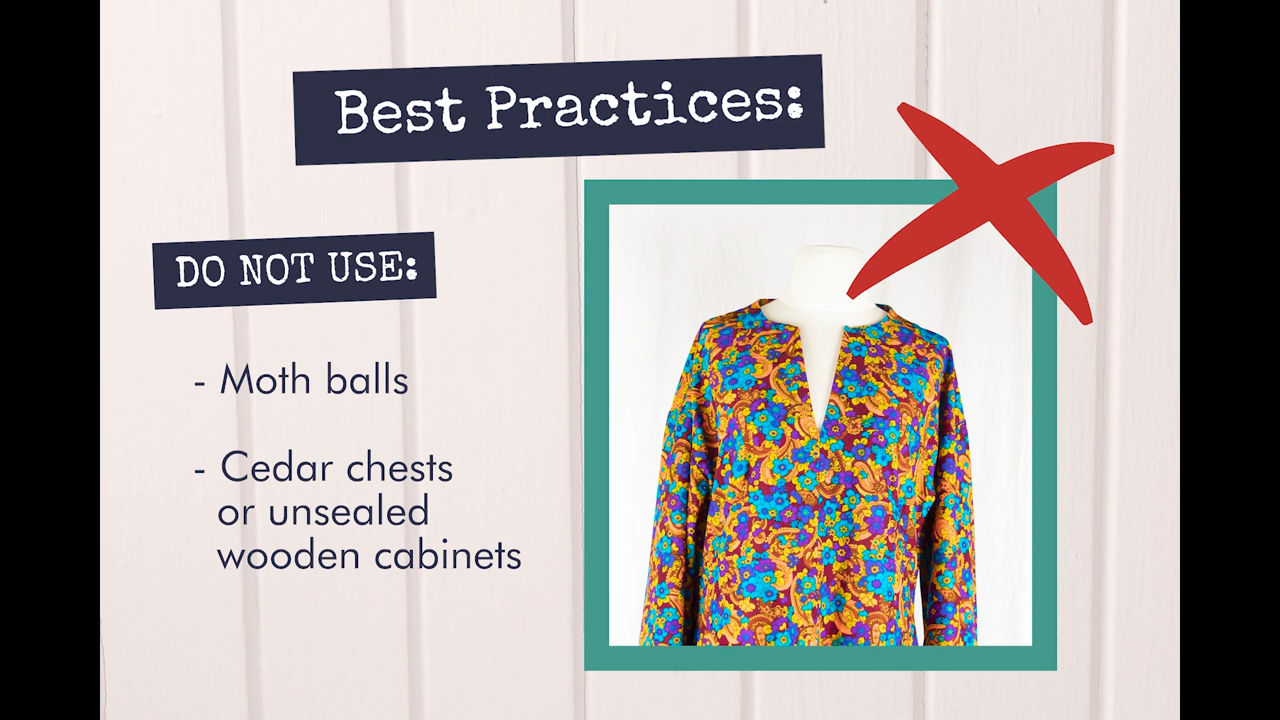 Best Practices:
DO NOT USE:
- Moth balls
- Cedar chests
or unsealed
wooden cabinets